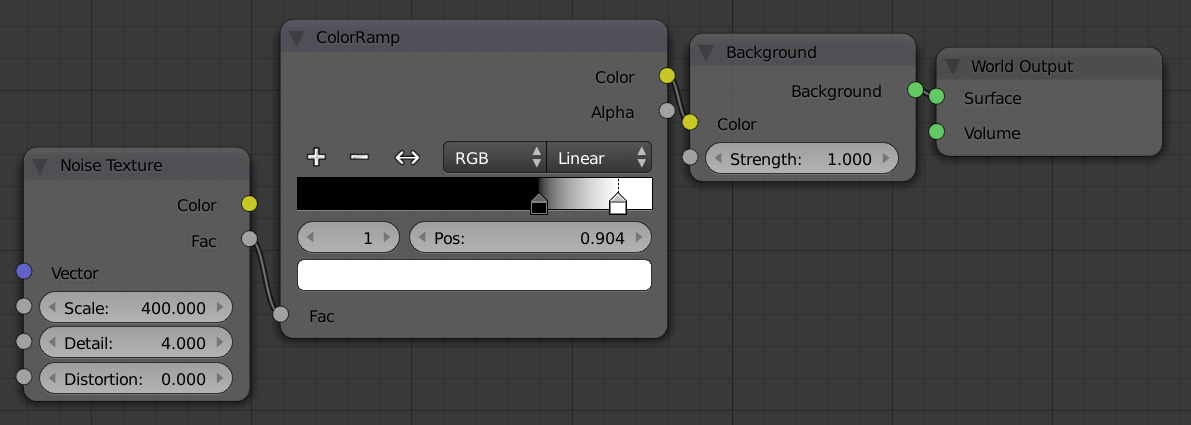 Noise Texture
Color
Fac
Vector
Scale: 400.000
Detail: 4.000
Distortion: 0.000
ColorRamp
Color
Alpha
RGB
Linear
1
Pos: 0.904
Fac
Background
Background
Color
Strength: 1.000
World Output
Surface
Volume